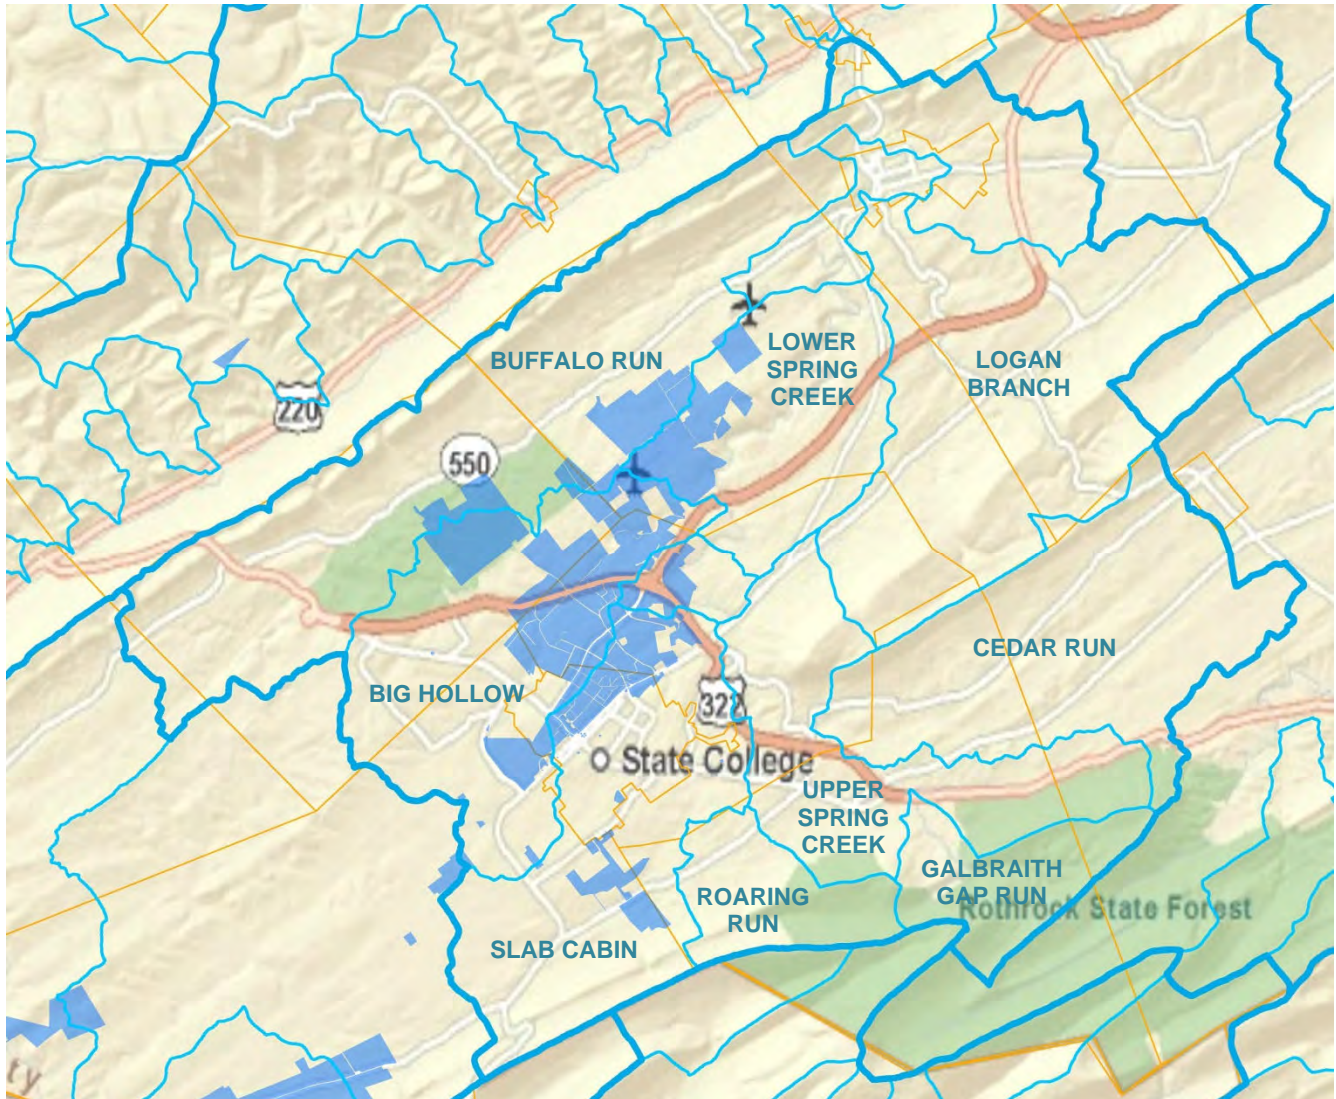 LOWER
SPRING
CREEK
BUFFALO RUN
LOGAN
BRANCH
220
550
CEDAR RUN
BIG HOLLOW
322
State College
UPPER
SPRING
CREEK
GALBRAITH
GAP RUN
ROARING
RUN
Rothrock State Forest
SLAB CABIN
ty